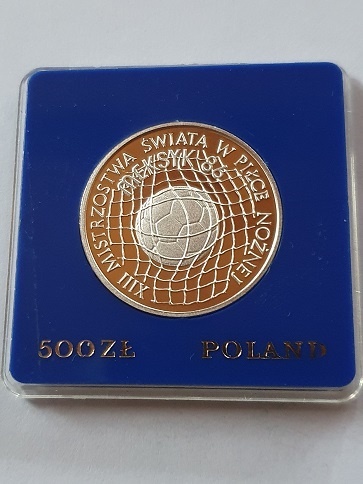 XIII MISTRZOSTWA ŚWIATA W PIŁCE NOŻNEJ
MEKSYK 86
500 ZŁ POLAND